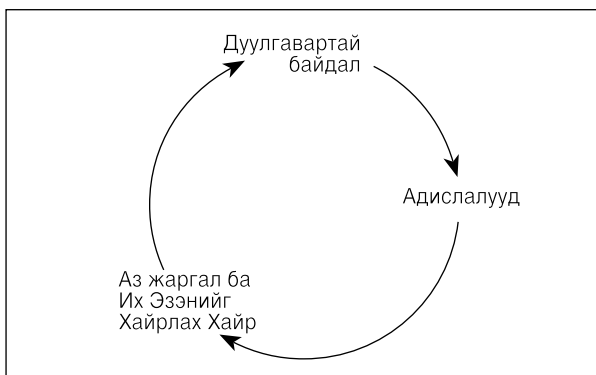 Дуулгавартай
байдал
Адислалууд
Аз жаргал ба
Их Эзэнийг
Хайрлах Хайр